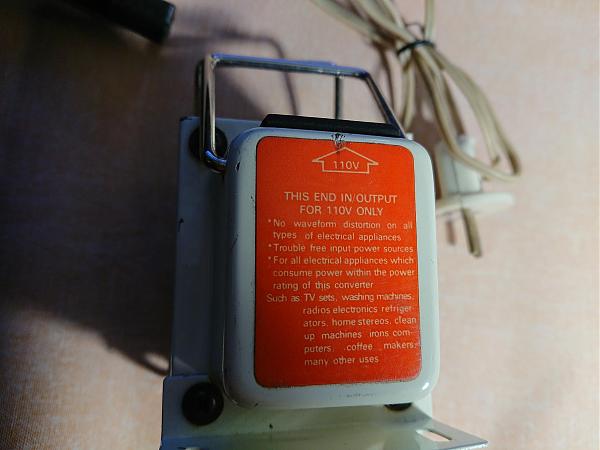 110V
THIS END IN/OUTPUT
FOR 110V ONLY
*No waveform distortion on all
types of electrical appliances
*Trouble free input power sources
*For all electrical appliances which
consume power within the power
rating of this converter
Such as TV sets, washing machines,
radios electronics refriger-
ators, home stereos, clean
up machines irons com-
puters, coffee makers,
many other uses